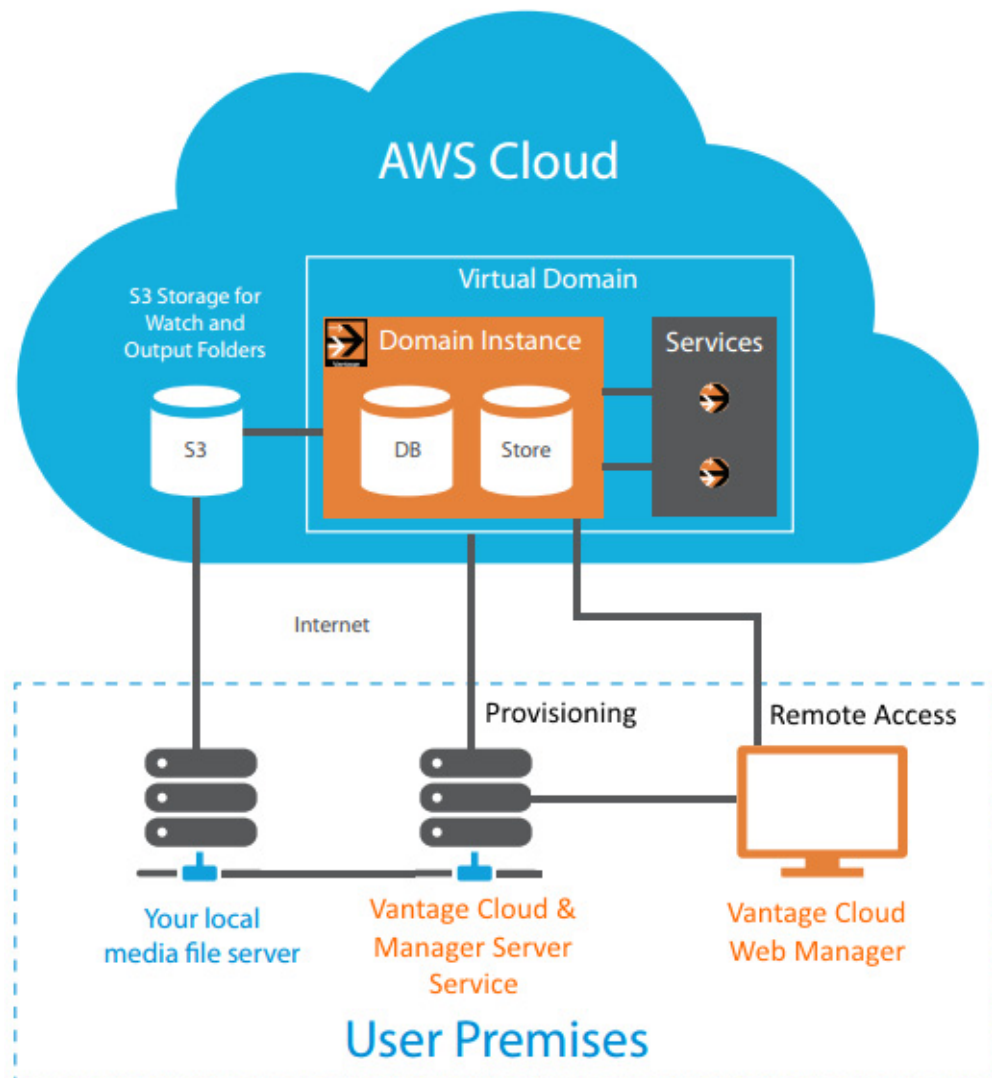 AWS Cloud
Virtual Domain
S3 Storage for
Watch and
Output Folders
Domain Instance
Services
Vantage
S3
DB
Store
Internet
Provisioning
Remote Access
Your local
media file server
Vantage Cloud &
Manager Server
Service
Vantage Cloud
Web Manager
User Premises